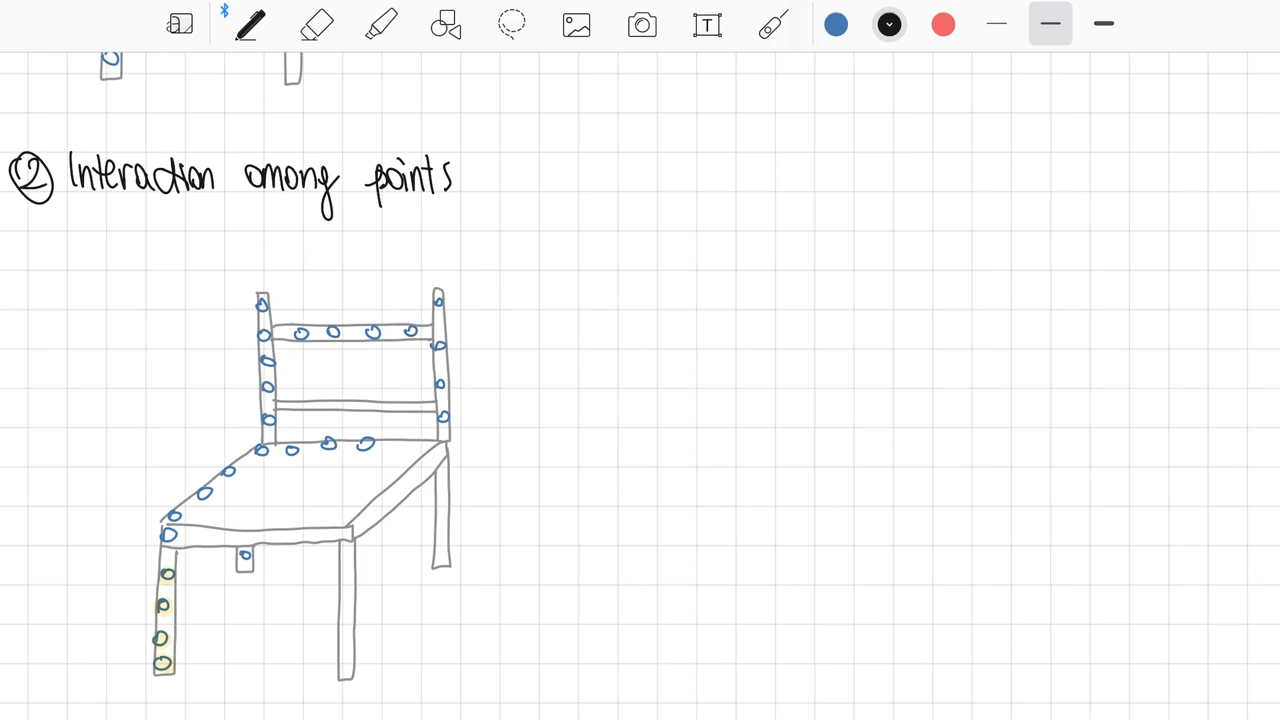 ② Interaction among points